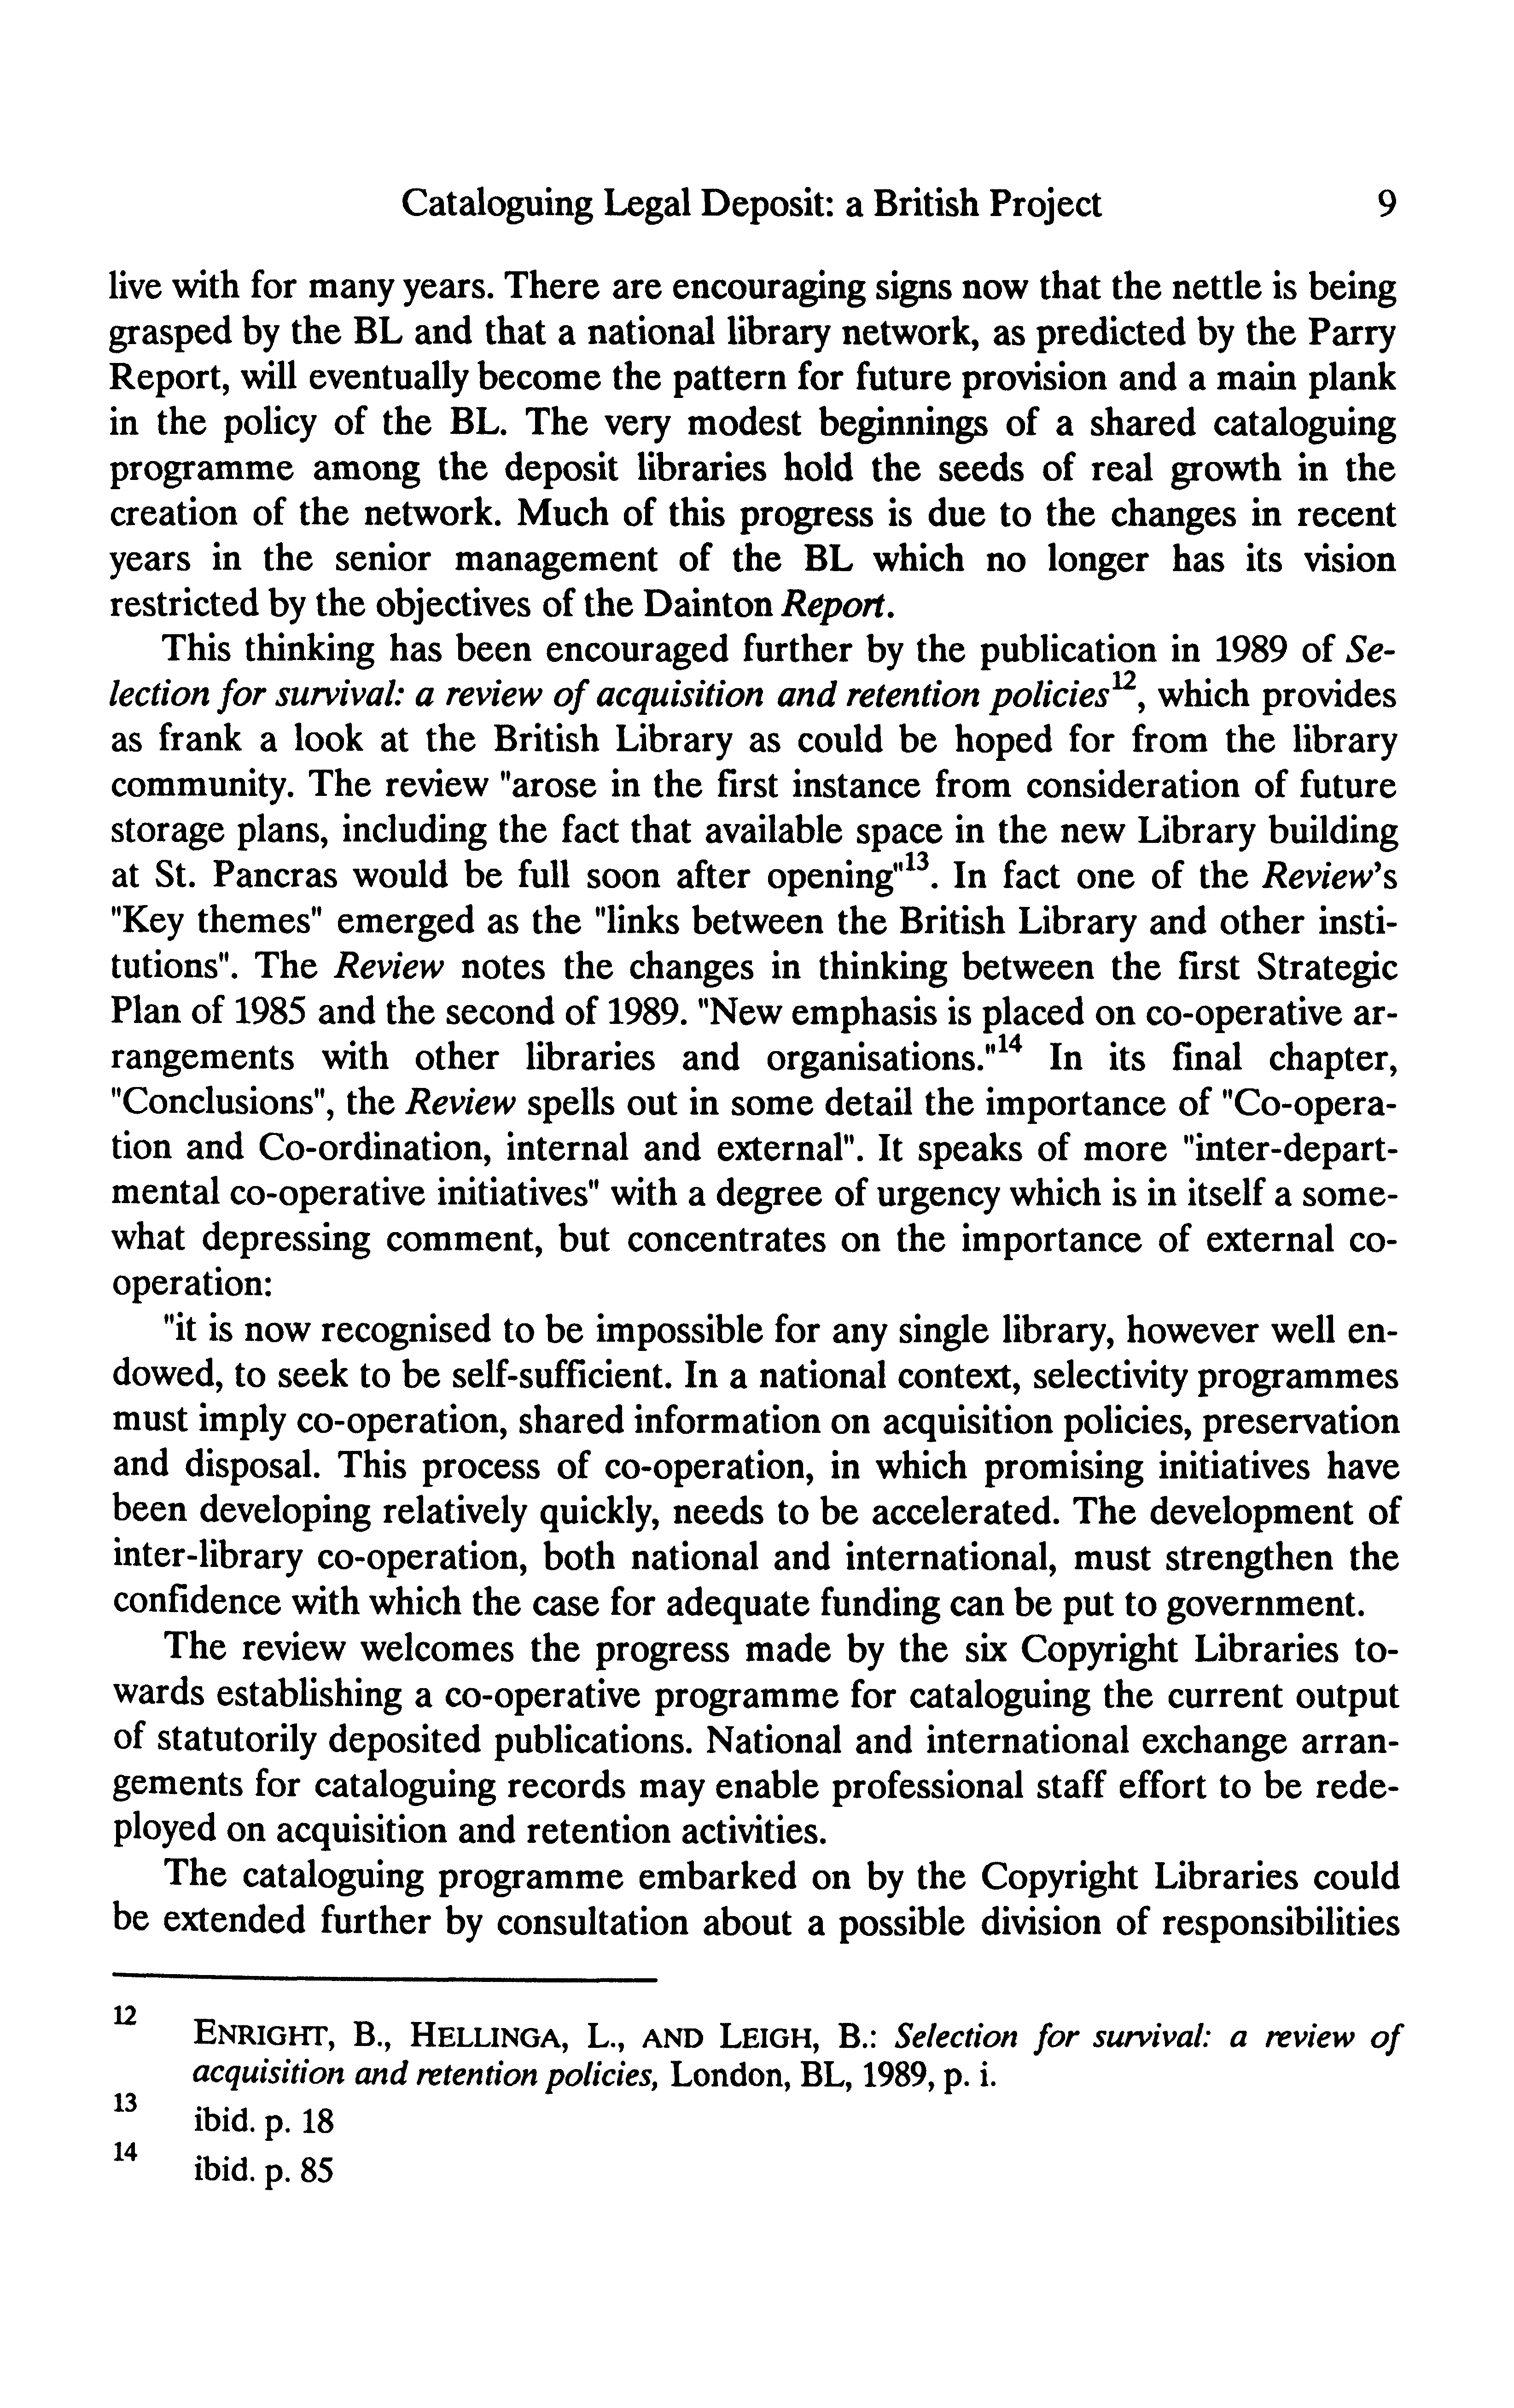 Cataloguing Legal Deposit: a British Project 9
live with for many years. There are encouraging signs now that the nettle is being
grasped by the BL and that a national library network, as predicted by the Parry
Report, will eventually become the pattern for future provision and a main plank
in the policy of the BL. The very modest beginnings of a shared cataloguing
programme among the deposit libraries hold the seeds of real growth in the
creation of the network. Much of this progress is due to the changes in recent
years in the senior management of the BL which no longer has its vision
restricted by the objectives of the Dainton Report.
This thinking has been encouraged further by the publication in 1989 of Se-
lection for survival: a review of acquisition and retention policies12, which provides
as frank a look at the British Library as could be hoped for from the library
community. The review "arose in the first instance from consideration of future
storage plans, including the fact that available space in the new Library building
at St. Pancras would be full soon after opening"13. In fact one of the Review's
"Key themes" emerged as the "links between the British Library and other insti-
tutions". The Review notes the changes in thinking between the first Strategic
Plan of 1985 and the second of 1989. "New emphasis is placed on co-operative ar-
rangements with other libraries and organisations."14 In its final chapter,
"Conclusions", the Review spells out in some detail the importance of "Co-opera-
tion and Co-ordination, internal and external". It speaks of more "inter-depart-
mental co-operative initiatives" with a degree of urgency which is in itself a some-
what depressing comment, but concentrates on the importance of external co-
operation:
"it is now recognised to be impossible for any single library, however well en-
dowed, to seek to be self-sufficient. In a national context, selectivity programmes
must imply co-operation, shared information on acquisition policies, preservation
and disposal. This process of co-operation, in which promising initiatives have
been developing relatively quickly, needs to be accelerated. The development of
inter-library co-operation, both national and international, must strengthen the
confidence with which the case for adequate funding can be put to government.
The review welcomes the progress made by the six Copyright Libraries to-
wards establishing a co-operative programme for cataloguing the current output
of statutorily deposited publications. National and international exchange arran-
gements for cataloguing records may enable professional staff effort to be rede-
ployed on acquisition and retention activities.
The cataloguing programme embarked on by the Copyright Libraries could
be extended further by consultation about a possible division of responsibilities
12 ENRIGHT, B., HELLINGA, L., AND LEIGH, B.: Selection for survival: a review of
acquisition and retention policies, London, BL, 1989, p. i.
13 ibid. p. 18
14 ibid. p. 85